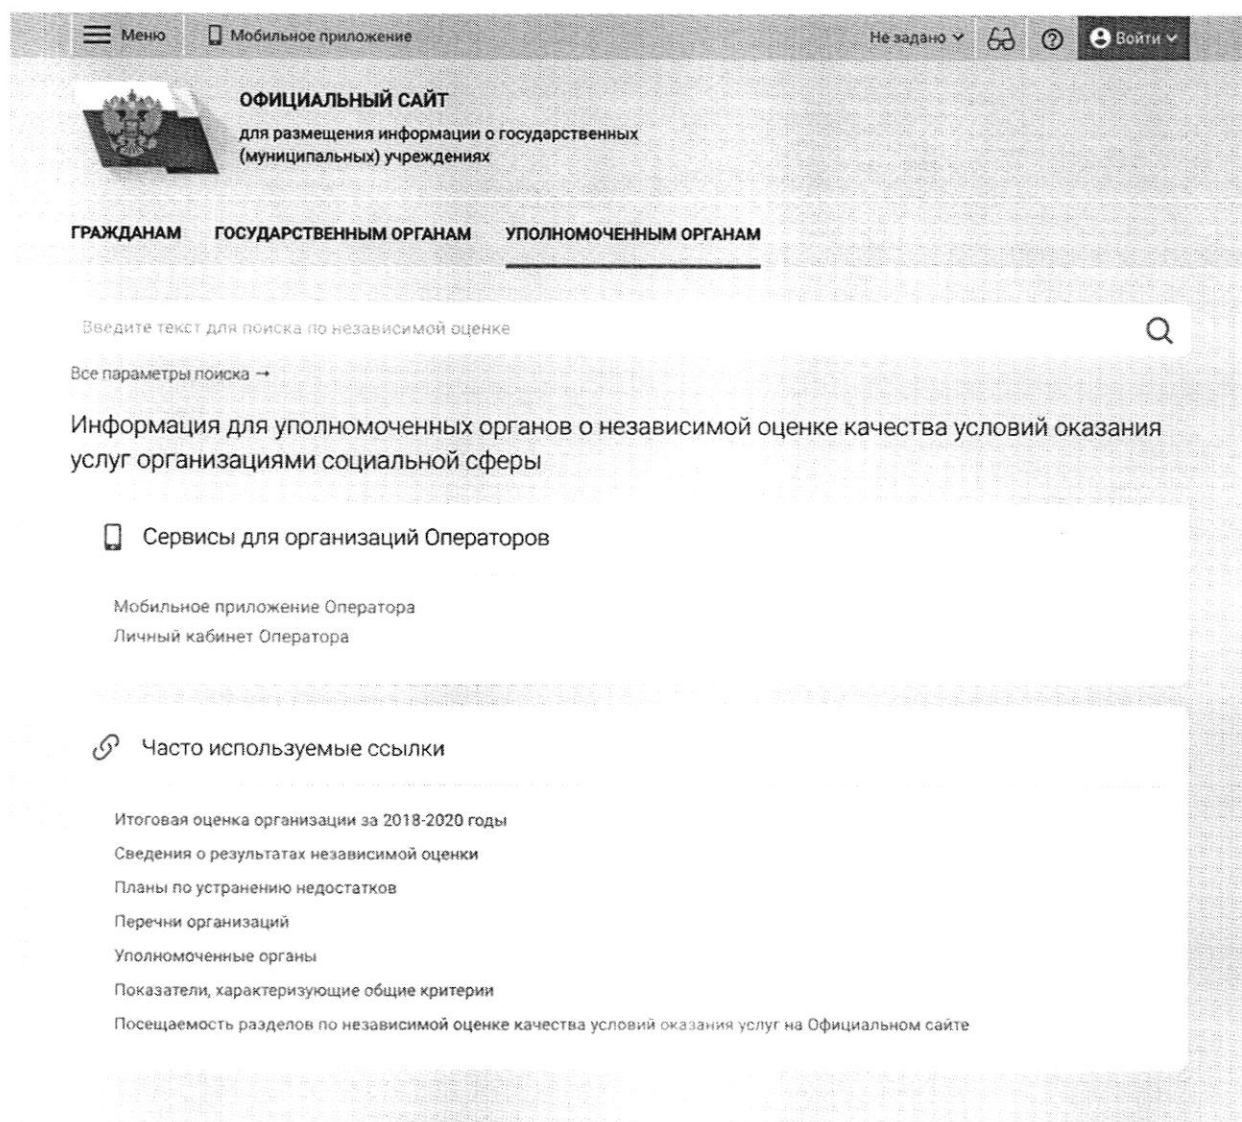 Меню
Мобильное приложение
Не задано
Войти
ОФИЦИАЛЬНЫЙ САЙТ
для размещения информации о государственных
(муниципальных) учреждениях
ГРАЖДАНАМ ГОСУДАРСТВЕННЫМ ОРГАНАМ УПОЛНОМОЧЕННЫМ ОРГАНАМ
Введите текст для поиска по независимой оценке
Все параметры поиска →
Информация для уполномоченных органов о независимой оценке качества условий оказания
услуг организациями социальной сферы
Сервисы для организаций Операторов
Мобильное приложение Оператора
Личный кабинет Оператора
Часто используемые ссылки
Итоговая оценка организации за 2018-2020 годы
Сведения о результатах независимой оценки
Планы по устранению недостатков
Перечни организаций
Уполномоченные органы
Показатели, характеризующие общие критерии
Посещаемость разделов по независимой оценке качества условий оказания услуг на Официальном сайте